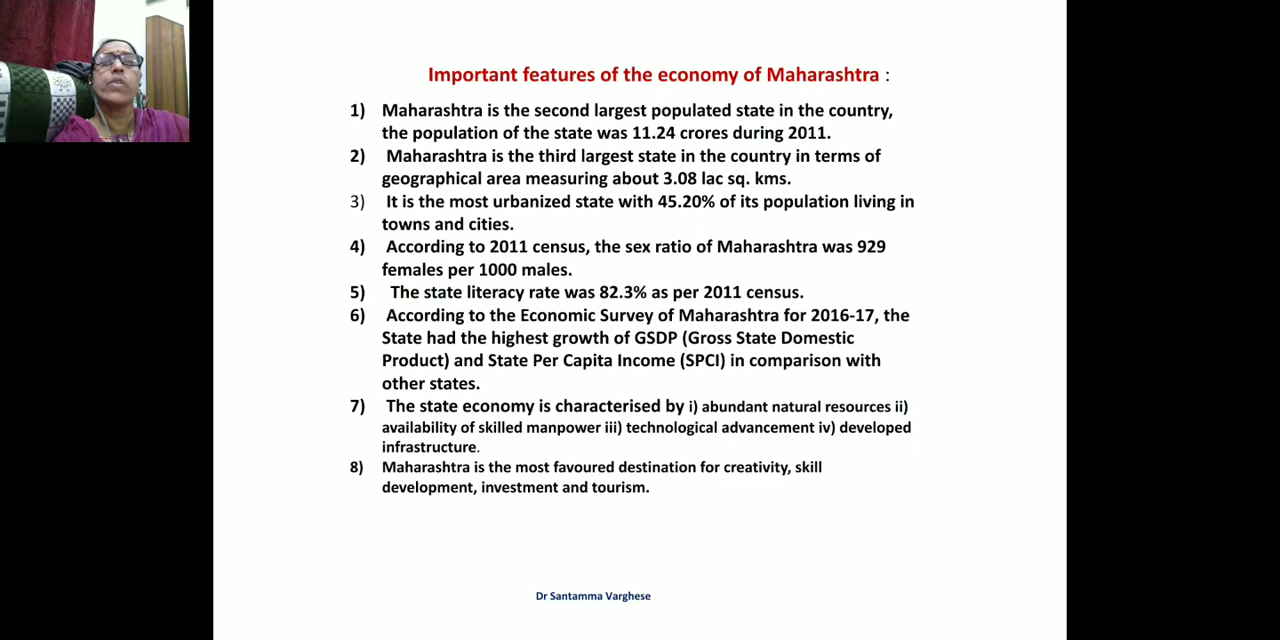 Important features of the economy of Maharashtra :
1) Maharashtra is the second largest populated state in the country,
the population of the state was 11.24 crores during 2011.
2) Maharashtra is the third largest state in the country in terms of
geographical area measuring about 3.08 lac sq. kms.
3) It is the most urbanized state with 45.20% of its population living in
towns and cities.
4) According to 2011 census, the sex ratio of Maharashtra was 929
females per 1000 males.
5) The state literacy rate was 82.3% as per 2011 census.
6) According to the Economic Survey of Maharashtra for 2016-17, the
State had the highest growth of GSDP (Gross State Domestic
Product) and State Per Capita Income (SPCI) in comparison with
other states.
7) The state economy is characterised by i) abundant natural resources ii)
availability of skilled manpower iii) technological advancement iv) developed
infrastructure.
8) Maharashtra is the most favoured destination for creativity, skill
development, investment and tourism.
Dr Santamma Varghese